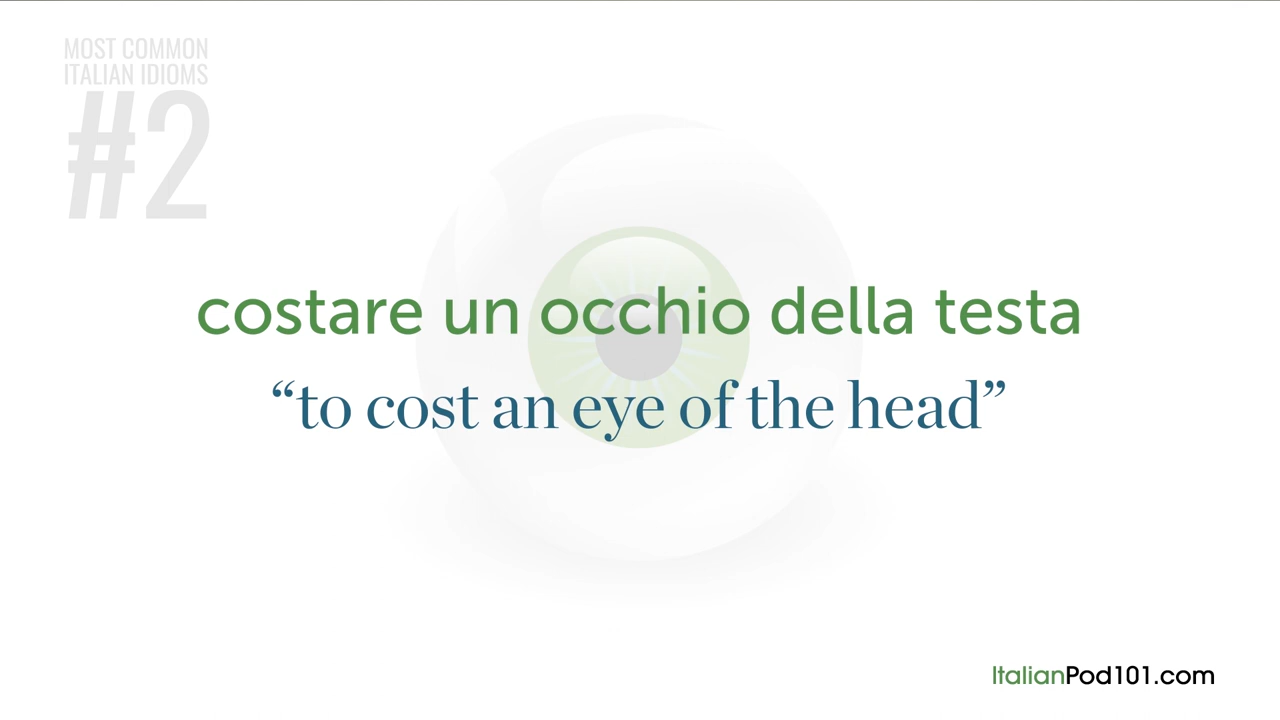 MOST COMMON
ITALIAN IDIOMS
#2
costare un occhio della testa
“to cost an eye of the head”
ItalianPod101.com